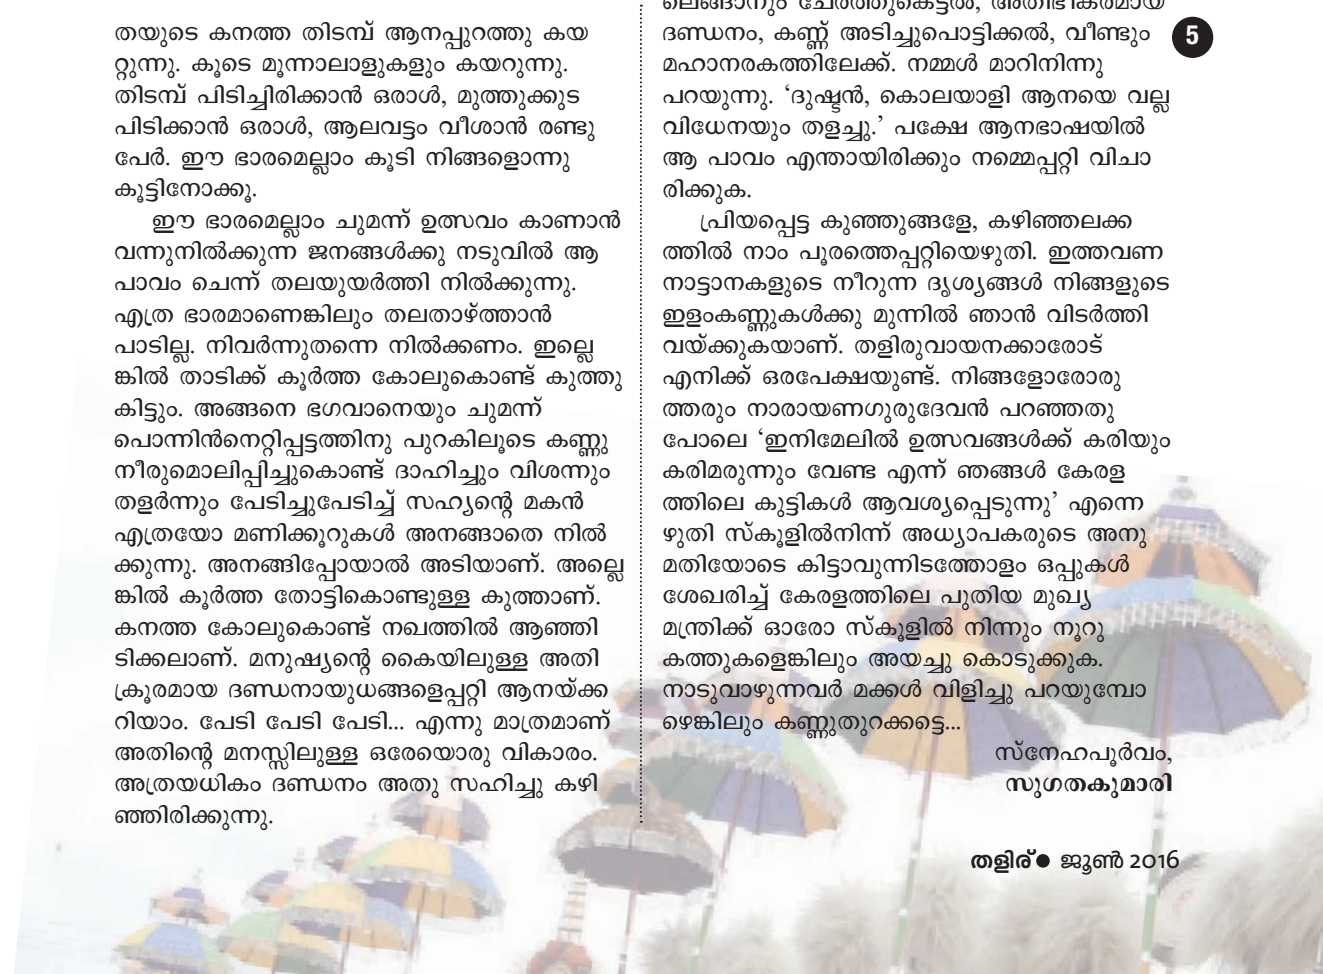 തയുടെ കനത്ത തിടമ്പ് ആനപ്പുറത്തു കയ
റ്റുന്നു. കൂടെ മൂന്നാലാളുകളും കയറുന്നു.
തിടമ്പ് പിടിച്ചിരിക്കാൻ ഒരാൾ, മുത്തുക്കുട
പിടിക്കാൻ ഒരാൾ, ആലവട്ടം വീശാൻ രണ്ടു
പേർ. ഈ ഭാരമെല്ലാം കൂടി നിങ്ങളൊന്നു
കൂട്ടിനോക്കൂ.
ഈ ഭാരമെല്ലാം ചുമന്ന് ഉത്സവം കാണാൻ
വന്നുനിൽക്കുന്ന ജനങ്ങൾക്കു നടുവിൽ ആ
പാവം ചെന്ന് തലയുയർത്തി നിൽക്കുന്നു.
എത്ര ഭാരമാണെങ്കിലും തലതാഴ്ത്താൻ
പാടില്ല. നിവർന്നുതന്നെ നിൽക്കണം. ഇല്ലെ
ങ്കിൽ താടിക്ക് കൂർത്ത കോലുകൊണ്ട് കുത്തു
കിട്ടും. അങ്ങനെ ഭഗവാനെയും ചുമന്ന്
പൊന്നിൻനെറ്റിപ്പട്ടത്തിനു പുറകിലൂടെ കണ്ണു
നീരുമൊലിപ്പിച്ചുകൊണ്ട് ദാഹിച്ചും വിശന്നും
തളർന്നും പേടിച്ചുപേടിച്ച് സഹ്യന്റെ മകൻ
എത്രയോ മണിക്കൂറുകൾ അനങ്ങാതെ നിൽ
ക്കുന്നു. അനങ്ങിപ്പോയാൽ അടിയാണ്. അല്ലെ
ങ്കിൽ കൂർത്ത തോട്ടികൊണ്ടുള്ള കുത്താണ്.
കനത്ത കോലുകൊണ്ട് നഖത്തിൽ ആഞ്ഞി
ടിക്കലാണ്. മനുഷ്യന്റെ കൈയിലുള്ള അതി
ക്രൂരമായ ദണ്ഡനായുധങ്ങളെപ്പറ്റി ആനയ്ക്ക
റിയാം. പേടി പേടി പേടി... എന്നു മാത്രമാണ്
അതിന്റെ മനസ്സിലുള്ള ഒരേയൊരു വികാരം.
അത്രയധികം ദണ്ഡനം അതു സഹിച്ചു കഴി
ഞ്ഞിരിക്കുന്നു.
ലെങ്ങാനും ചേർത്തുകെട്ടൽ, അതിഭീകരമായ
ദണ്ഡനം, കണ്ണ് അടിച്ചുപൊട്ടിക്കൽ, വീണ്ടും
മഹാനരകത്തിലേക്ക്. നമ്മൾ മാറിനിന്നു
പറയുന്നു. ‘ദുഷ്ടൻ, കൊലയാളി ആനയെ വല്ല
വിധേനയും തളച്ചു.’ പക്ഷേ ആനഭാഷയിൽ
ആ പാവം എന്തായിരിക്കും നമ്മെപ്പറ്റി വിചാ
രിക്കുക.
പ്രിയപ്പെട്ട കുഞ്ഞുങ്ങളേ, കഴിഞ്ഞലക്ക
ത്തിൽ നാം പൂരത്തെപ്പറ്റിയെഴുതി. ഇത്തവണ
നാട്ടാനകളുടെ നീറുന്ന ദൃശ്യങ്ങൾ നിങ്ങളുടെ
ഇളംകണ്ണുകൾക്കു മുന്നിൽ ഞാൻ വിടർത്തി
വയ്ക്കുകയാണ്. തളിരുവായനക്കാരോട്
എനിക്ക് ഒരപേക്ഷയുണ്ട്. നിങ്ങളോരോരു
ത്തരും നാരായണഗുരുദേവൻ പറഞ്ഞതു
പോലെ ‘ഇനിമേലിൽ ഉത്സവങ്ങൾക്ക് കരിയും
കരിമരുന്നും വേണ്ട എന്ന് ഞങ്ങൾ കേരള
ത്തിലെ കുട്ടികൾ ആവശ്യപ്പെടുന്നു’ എന്നെ
ഴുതി സ്കൂളിൽനിന്ന് അധ്യാപകരുടെ അനു
മതിയോടെ കിട്ടാവുന്നിടത്തോളം ഒപ്പുകൾ
ശേഖരിച്ച് കേരളത്തിലെ പുതിയ മുഖ്യ
മന്ത്രിക്ക് ഓരോ സ്കൂളിൽ നിന്നും നൂറു
കത്തുകളെങ്കിലും അയച്ചു കൊടുക്കുക.
നാടുവാഴുന്നവർ മക്കൾ വിളിച്ചു പറയുമ്പോ
ഴെങ്കിലും കണ്ണുതുറക്കട്ടെ...
സ്നേഹപൂർവം,
സുഗതകുമാരി
5
തളിര് ● ജൂൺ 2016